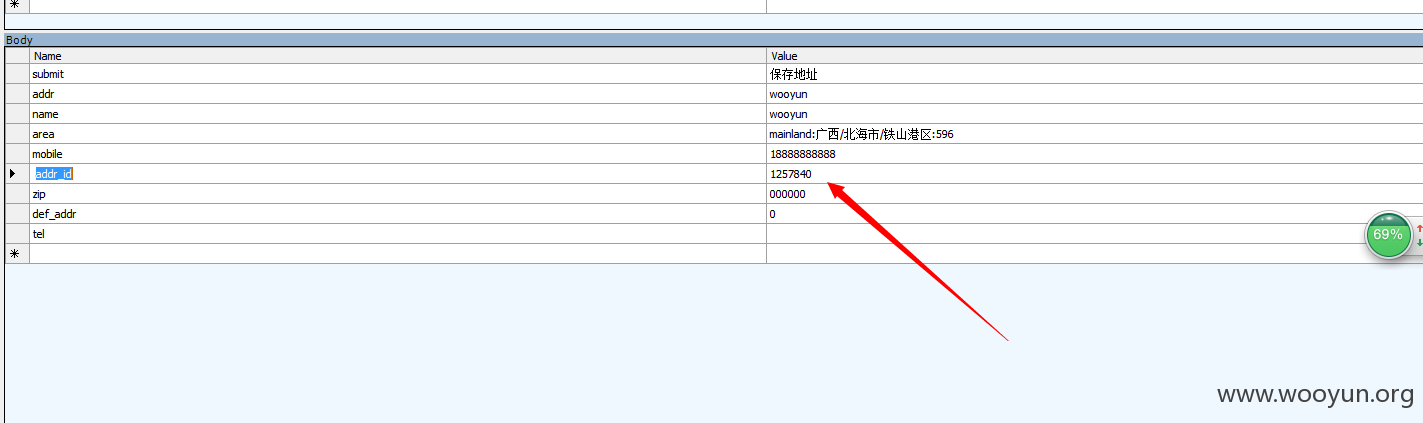 Body
Name Value
submit 保存地址
addr wooyun
name wooyun
area mainland:广西/北海市/铁山港区:596
mobile 18888888888
addr_id 1257840
zip 000000
def_addr 0
tel
69%
www.wooyun.org